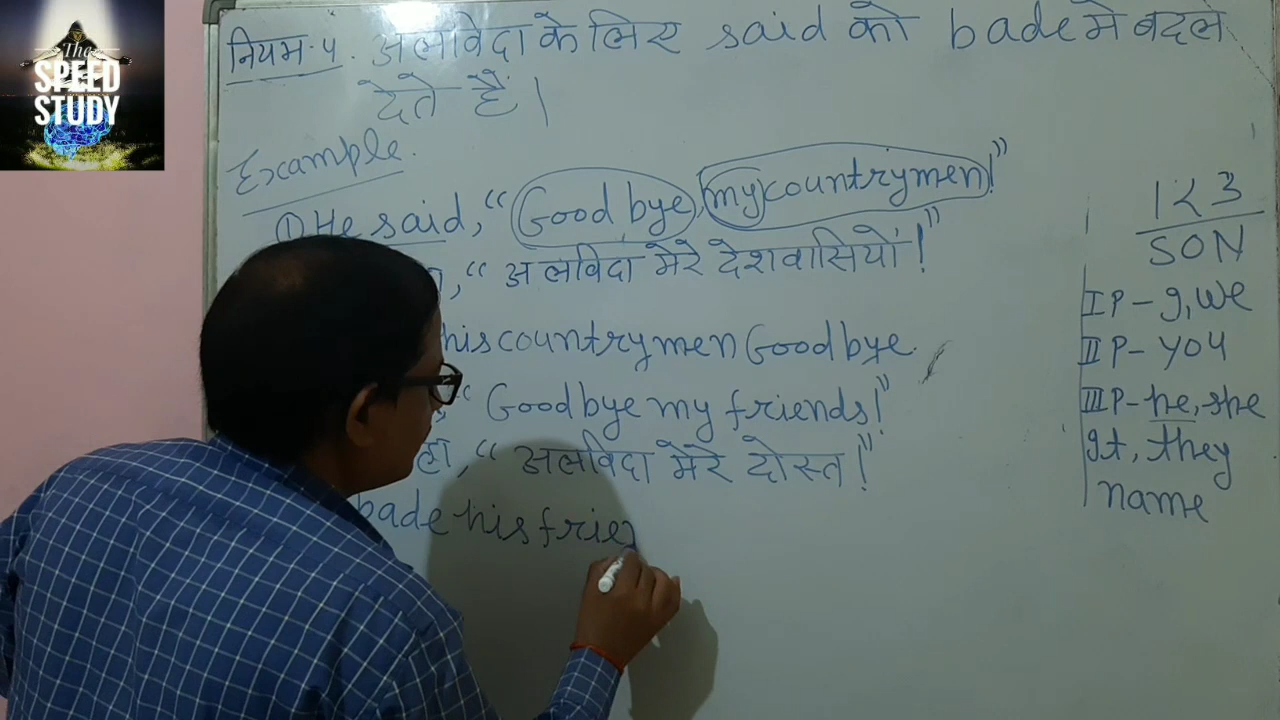 The
SPEED
STUDY
नियम-५. अलविदा के लिए said को bade मे बदल
देते है।
Example.
① He said, “Good bye, my countrymen!”
, “अलविदा मेरे देशवासियों!”
his countrymen Good bye.
“Good bye my friends!”
हा, “अलविदा मेरे दोस्त!”
bade his frie
1 2 3
SON
I P - I, we
II P - you
III P - he, she
It, they
name